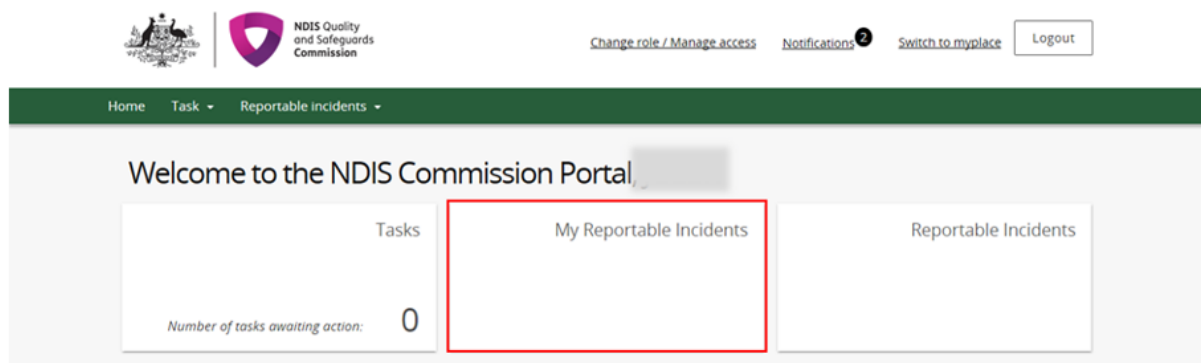 NDIS Quality
and Safeguards
Commission
Change role / Manage access
Notifications 2
Switch to myplace
Logout
Home
Task
Reportable incidents
Welcome to the NDIS Commission Portal,
Tasks
Number of tasks awaiting action: 0
My Reportable Incidents
Reportable Incidents